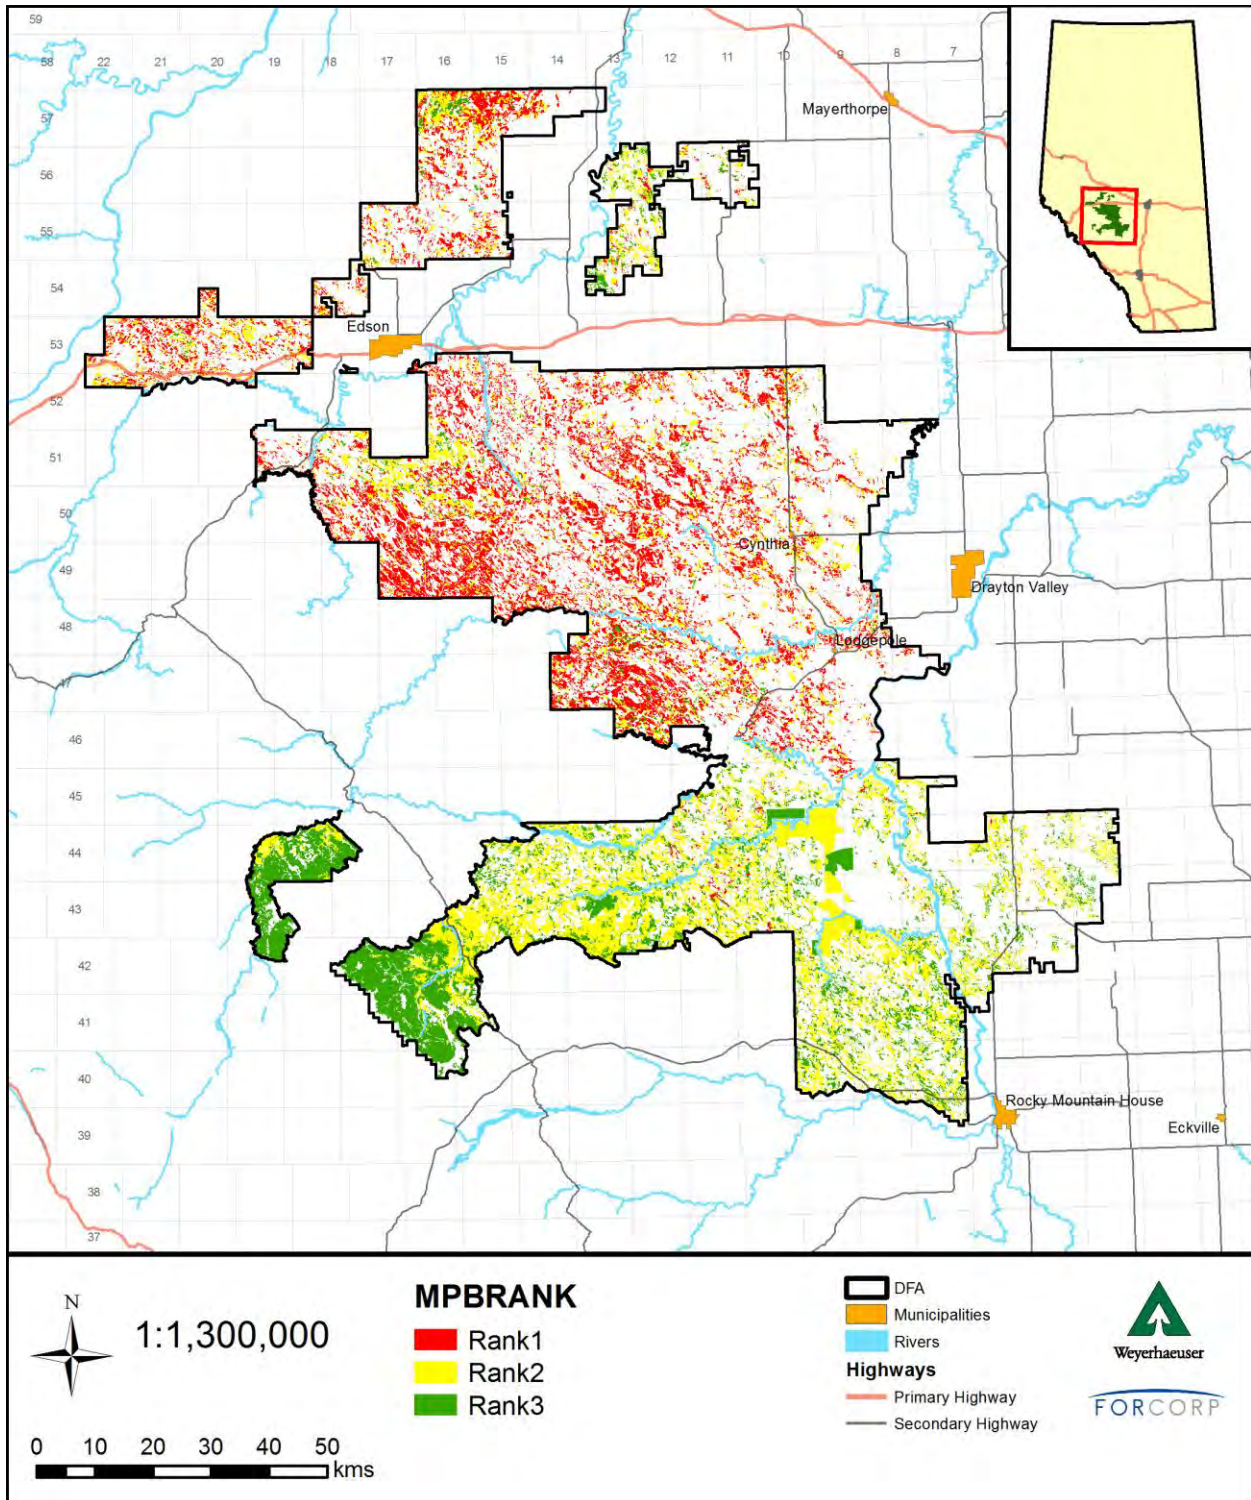 59
58
22
21
20
19
18
17
16
15
14
13
12
11
10
9
8
7
57
56
55
54
53
52
51
50
49
48
47
46
45
44
43
42
41
40
39
38
37
Mayerthorpe
Edson
Cynthia
Drayton Valley
Lodgepole
Rocky Mountain House
Eckville
N
1:1,300,000
0 10 20 30 40 50
kms
MPBRANK
Rank1
Rank2
Rank3
DFA
Municipalities
Rivers
Highways
Primary Highway
Secondary Highway
Weyerhaeuser
FORCORP